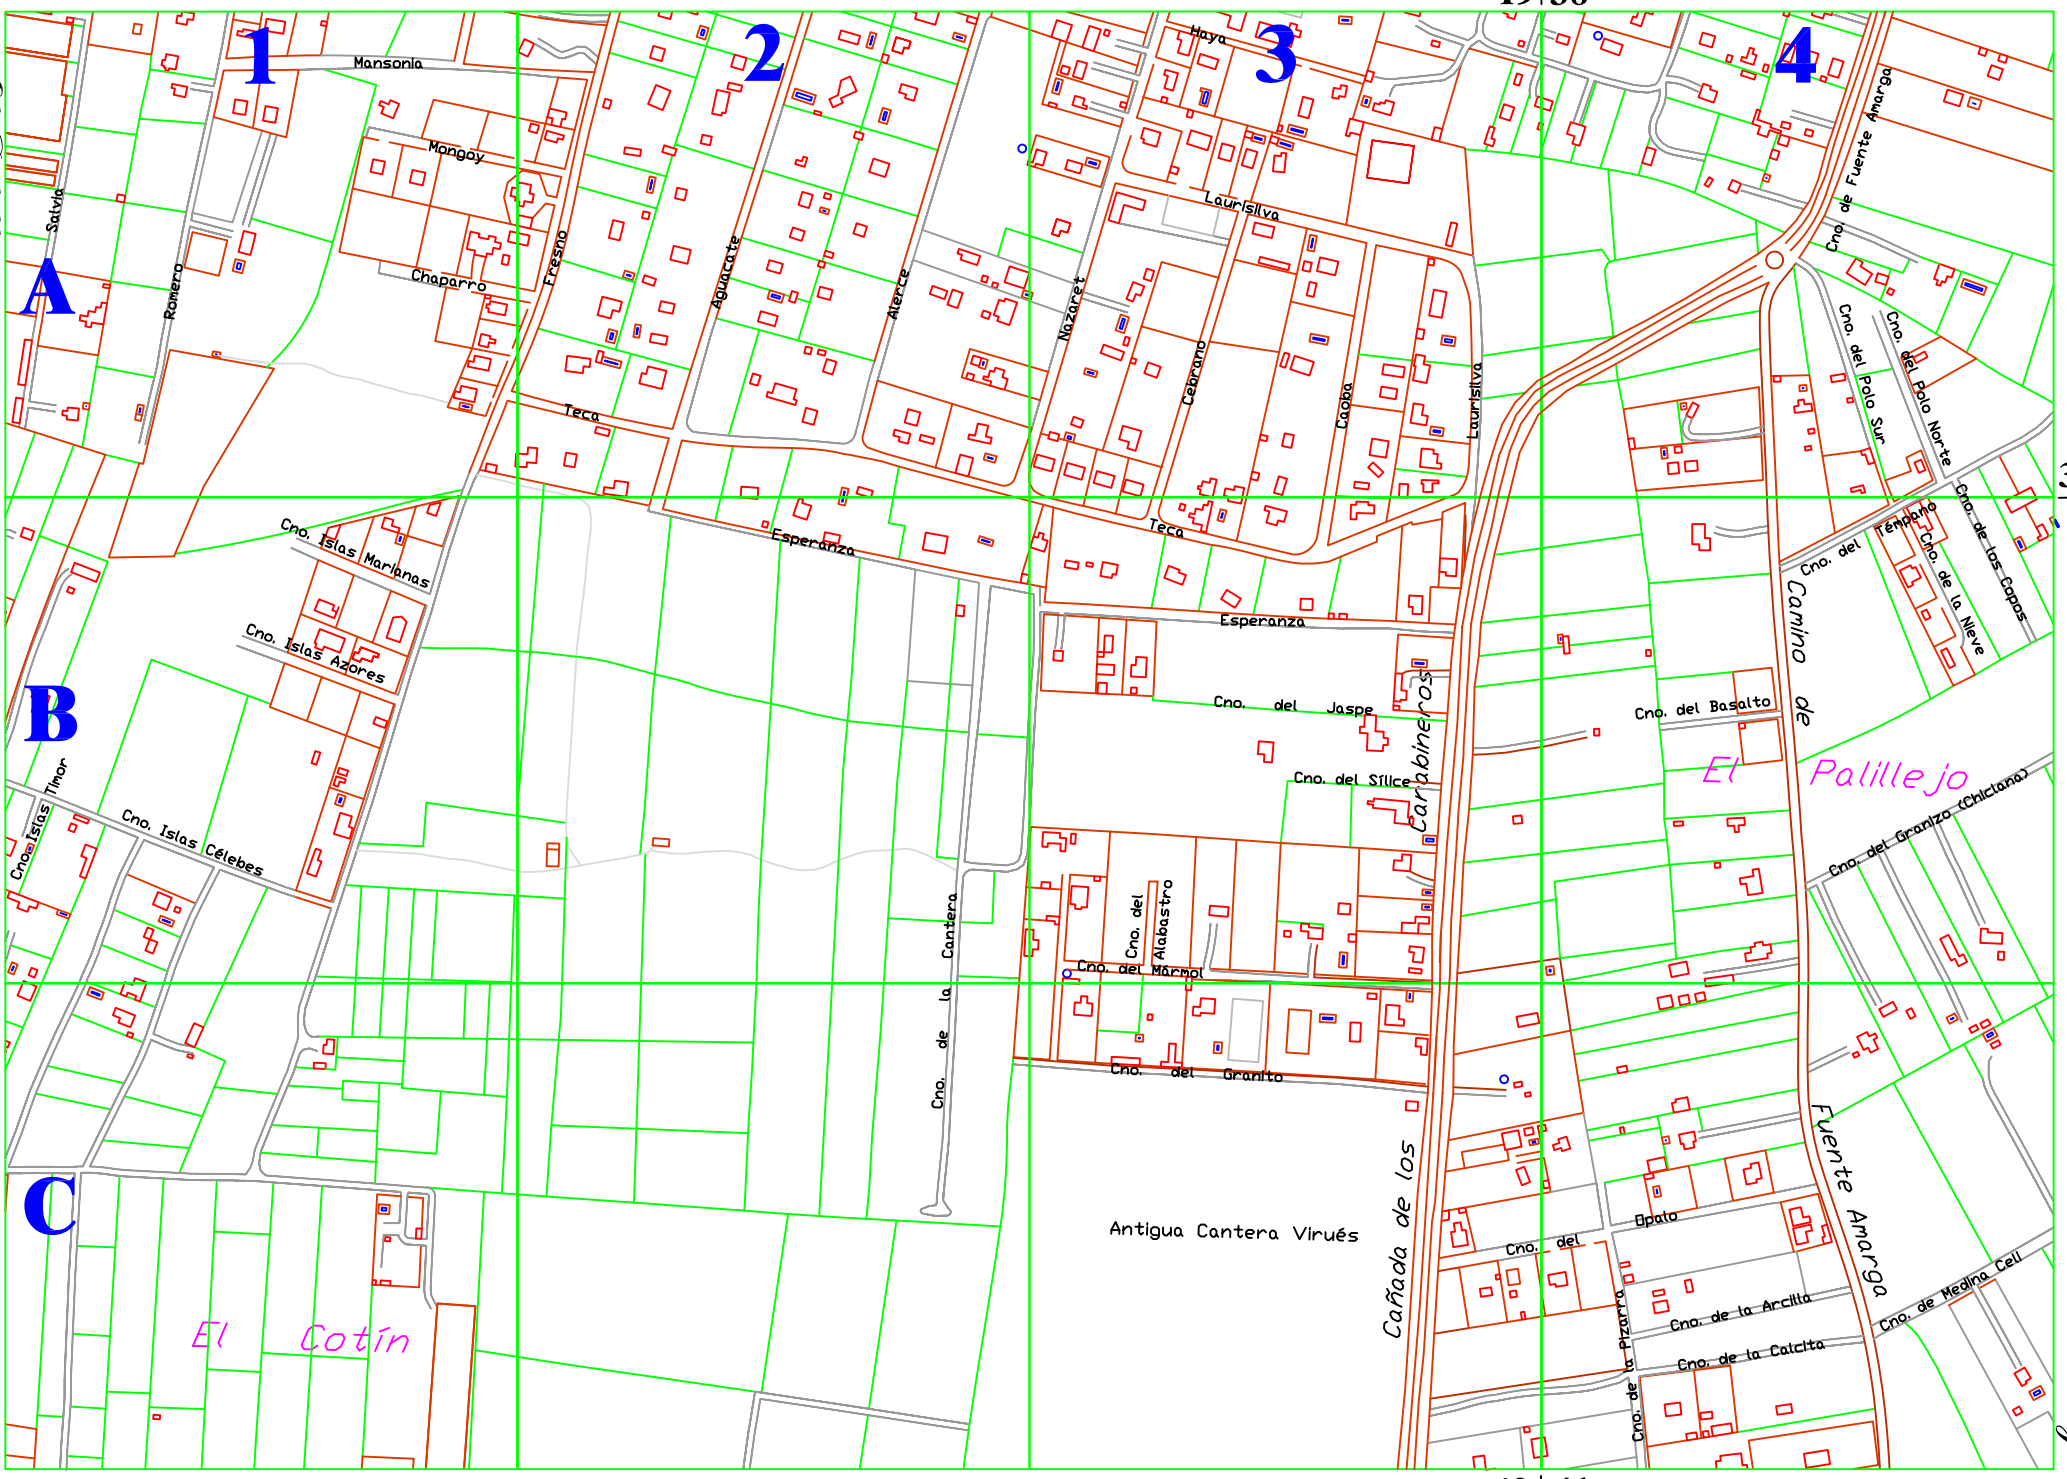 1
2
3
4
A
B
C
Mansonia
Mongoy
Chaparro
Salvia
Romero
Fresno
Aguacate
Alerce
Nazaret
Haya
Laurisilva
Cebrano
Caoba
Laurisilva
Teca
Teca
Esperanza
Esperanza
Cno. de Fuente Amarga
Cno. del Polo Sur
Cno. del Polo Norte
Cno. del Témpano
Cno. de los Capos
Cno. de la Nieve
Cno. Islas Marianas
Cno. Islas Azores
Cno. Islas Timor
Cno. Islas Célebes
Cno. de la Cantera
Cno. del Jaspe
Cno. del Sílice
Cno. del Alabastro
Cno. del Mármol
Cno. del Granito
Cañada de los Carabineros
Camino de Fuente Amarga
Cno. del Basalto
El Palillejo
Cno. del Granizo (Chiclana)
Antigua Cantera Virués
Cno. del Opalo
Cno. de la Pizarra
Cno. de la Arcilla
Cno. de la Calcita
Cno. de Medina Celi
El Cotín